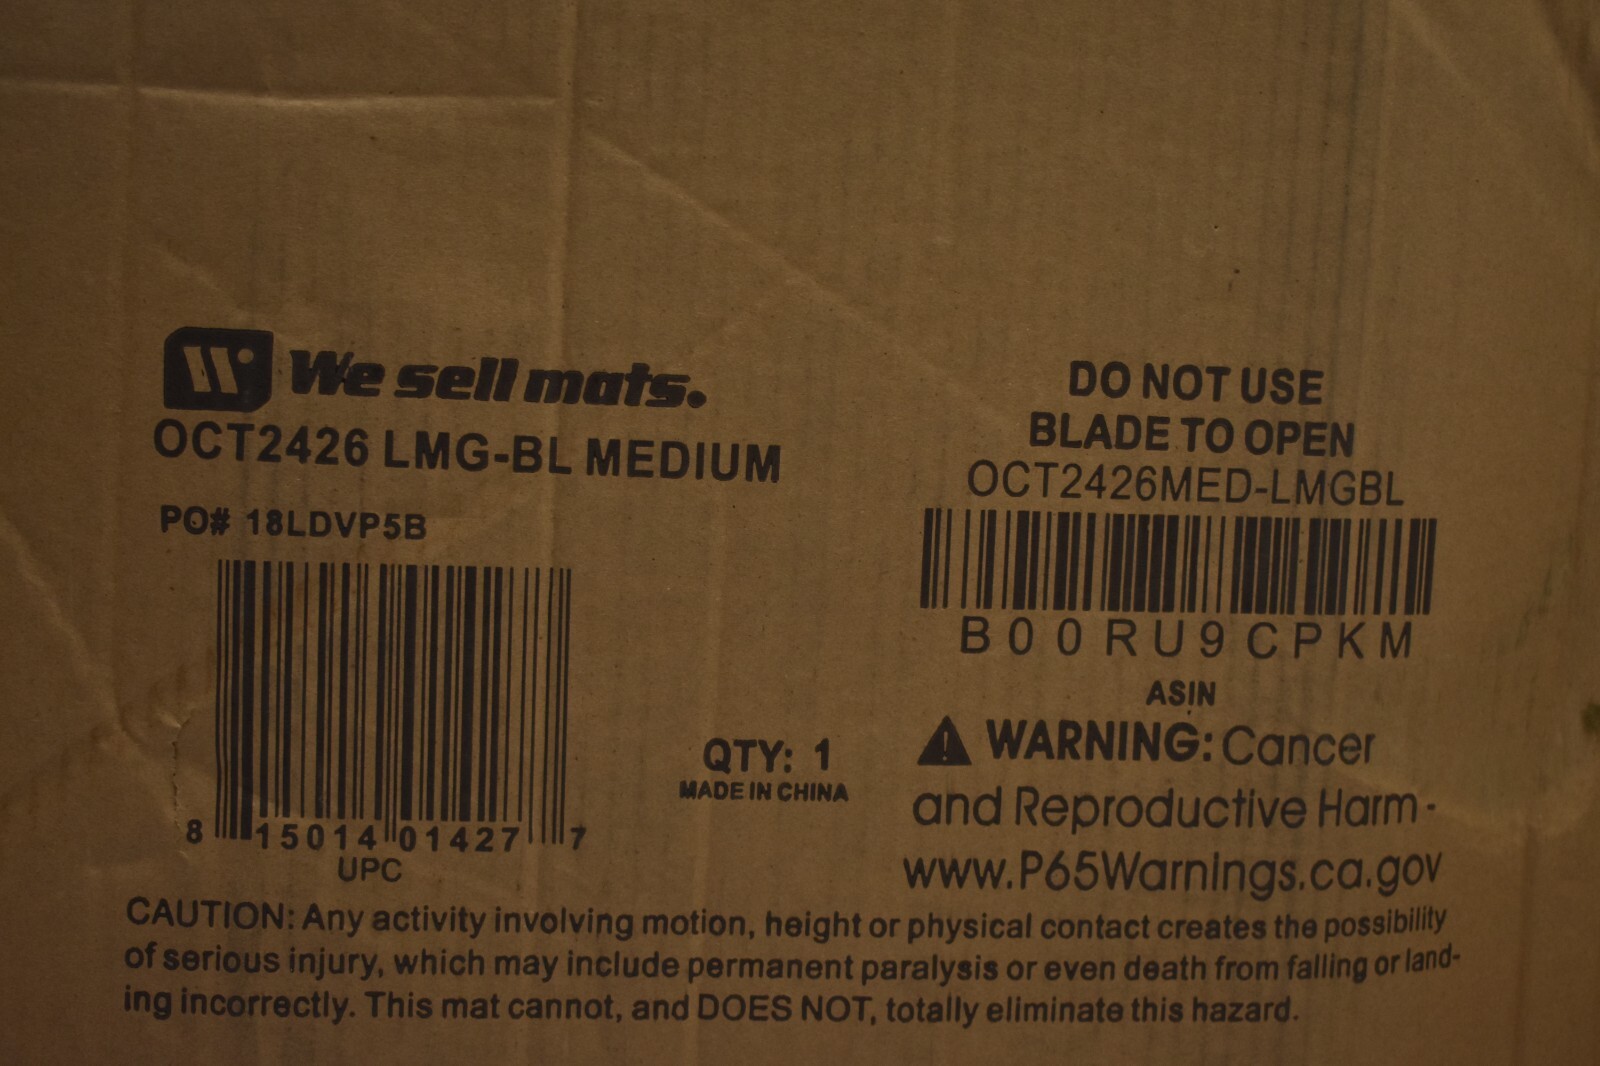 We sell mats.
OCT2426 LMG-BL MEDIUM
PO# 18LDVP5B
8 15014 01427 7
UPC
QTY: 1
MADE IN CHINA
DO NOT USE
BLADE TO OPEN
OCT2426MED-LMGBL
B00RU9CPKM
ASIN
WARNING: Cancer
and Reproductive Harm -
www.P65Warnings.ca.gov
CAUTION: Any activity involving motion, height or physical contact creates the possibility
of serious injury, which may include permanent paralysis or even death from falling or land-
ing incorrectly. This mat cannot, and DOES NOT, totally eliminate this hazard.